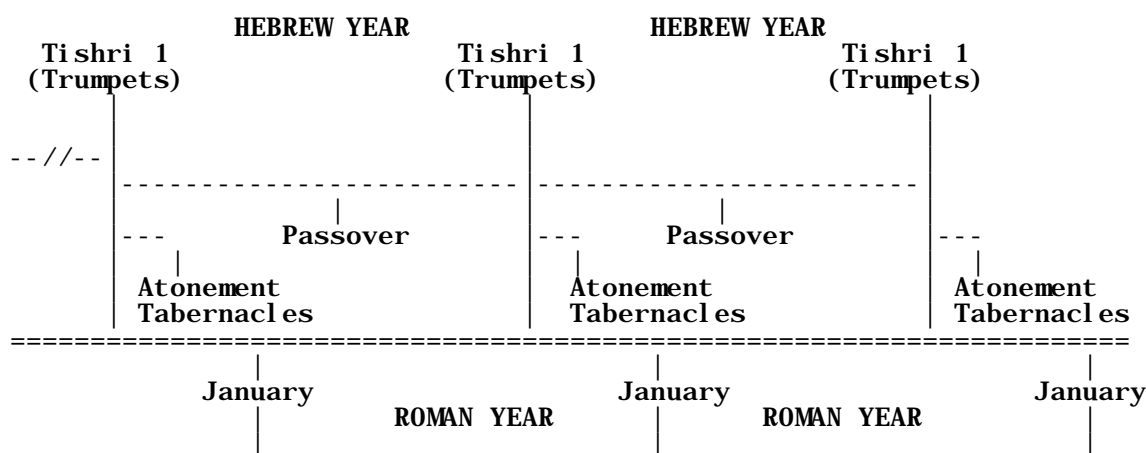 HEBREW YEAR HEBREW YEAR
Tishri 1 Tishri 1 Tishri 1
(Trumpets) (Trumpets) (Trumpets)
Passover Passover
Atonement Atonement Atonement
Tabernacles Tabernacles Tabernacles
January January January
ROMAN YEAR ROMAN YEAR